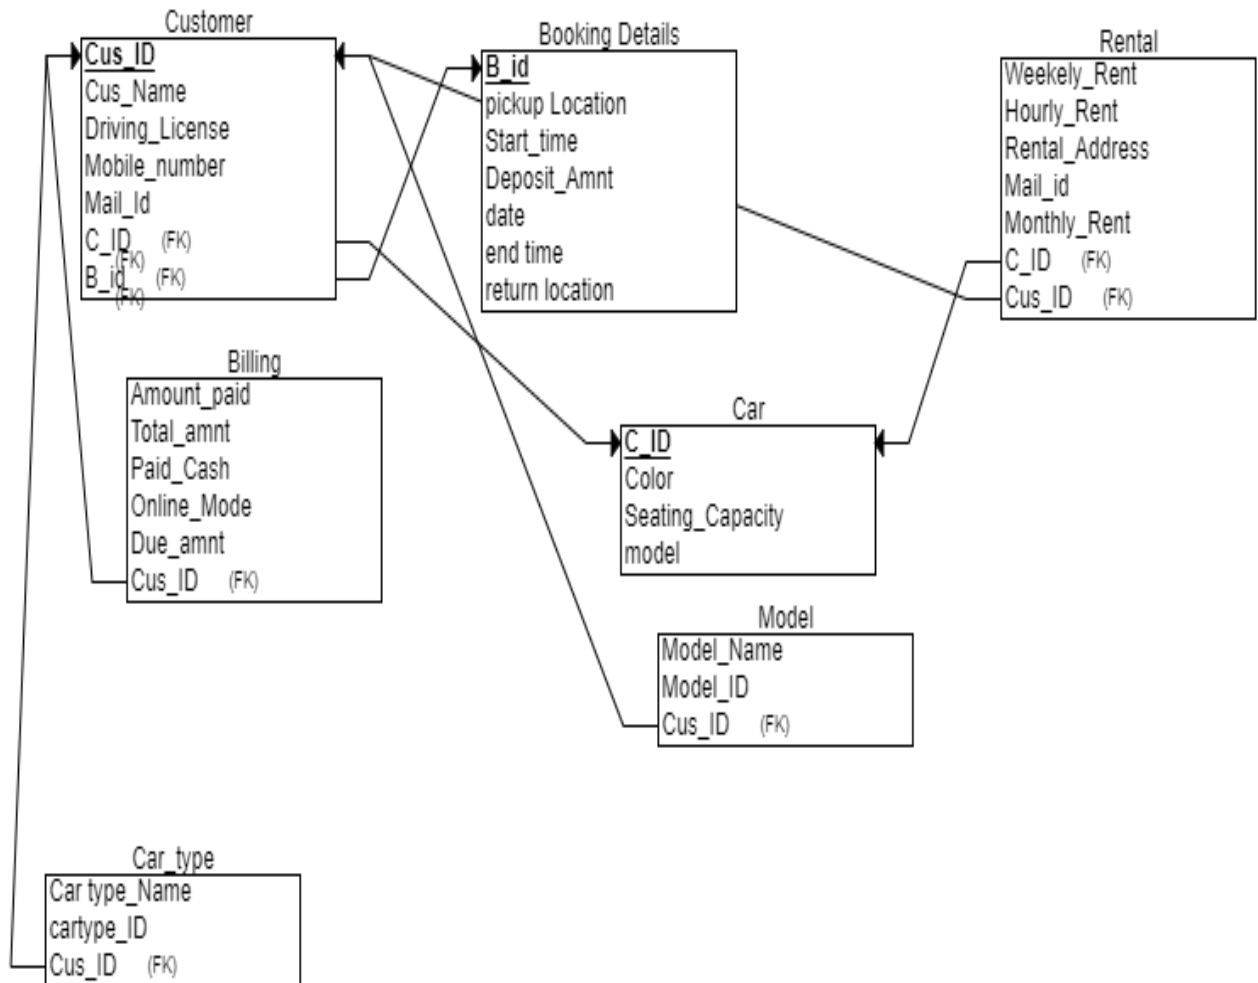 Customer
Cus_ID
Cus_Name
Driving_License
Mobile_number
Mail_Id
C_ID (FK)
(FK)
B_id (FK)
(FK)
Booking Details
B_id
pickup Location
Start_time
Deposit_Amnt
date
end time
return location
Rental
Weekely_Rent
Hourly_Rent
Rental_Address
Mail_id
Monthly_Rent
C_ID (FK)
Cus_ID (FK)
Billing
Amount_paid
Total_amnt
Paid_Cash
Online_Mode
Due_amnt
Cus_ID (FK)
Car
C_ID
Color
Seating_Capacity
model
Model
Model_Name
Model_ID
Cus_ID (FK)
Car_type
Car type_Name
cartype_ID
Cus_ID (FK)